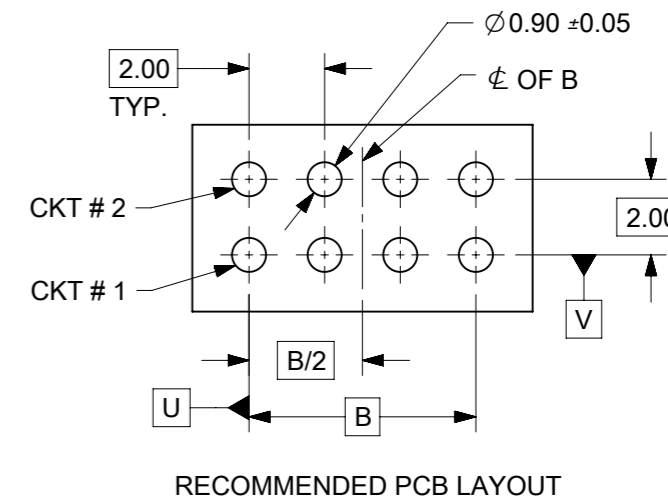 ⌀0.90 ±0.05
2.00
TYP.
℄ OF B
CKT # 2
2.00
CKT # 1
V
B/2
U
B
RECOMMENDED PCB LAYOUT